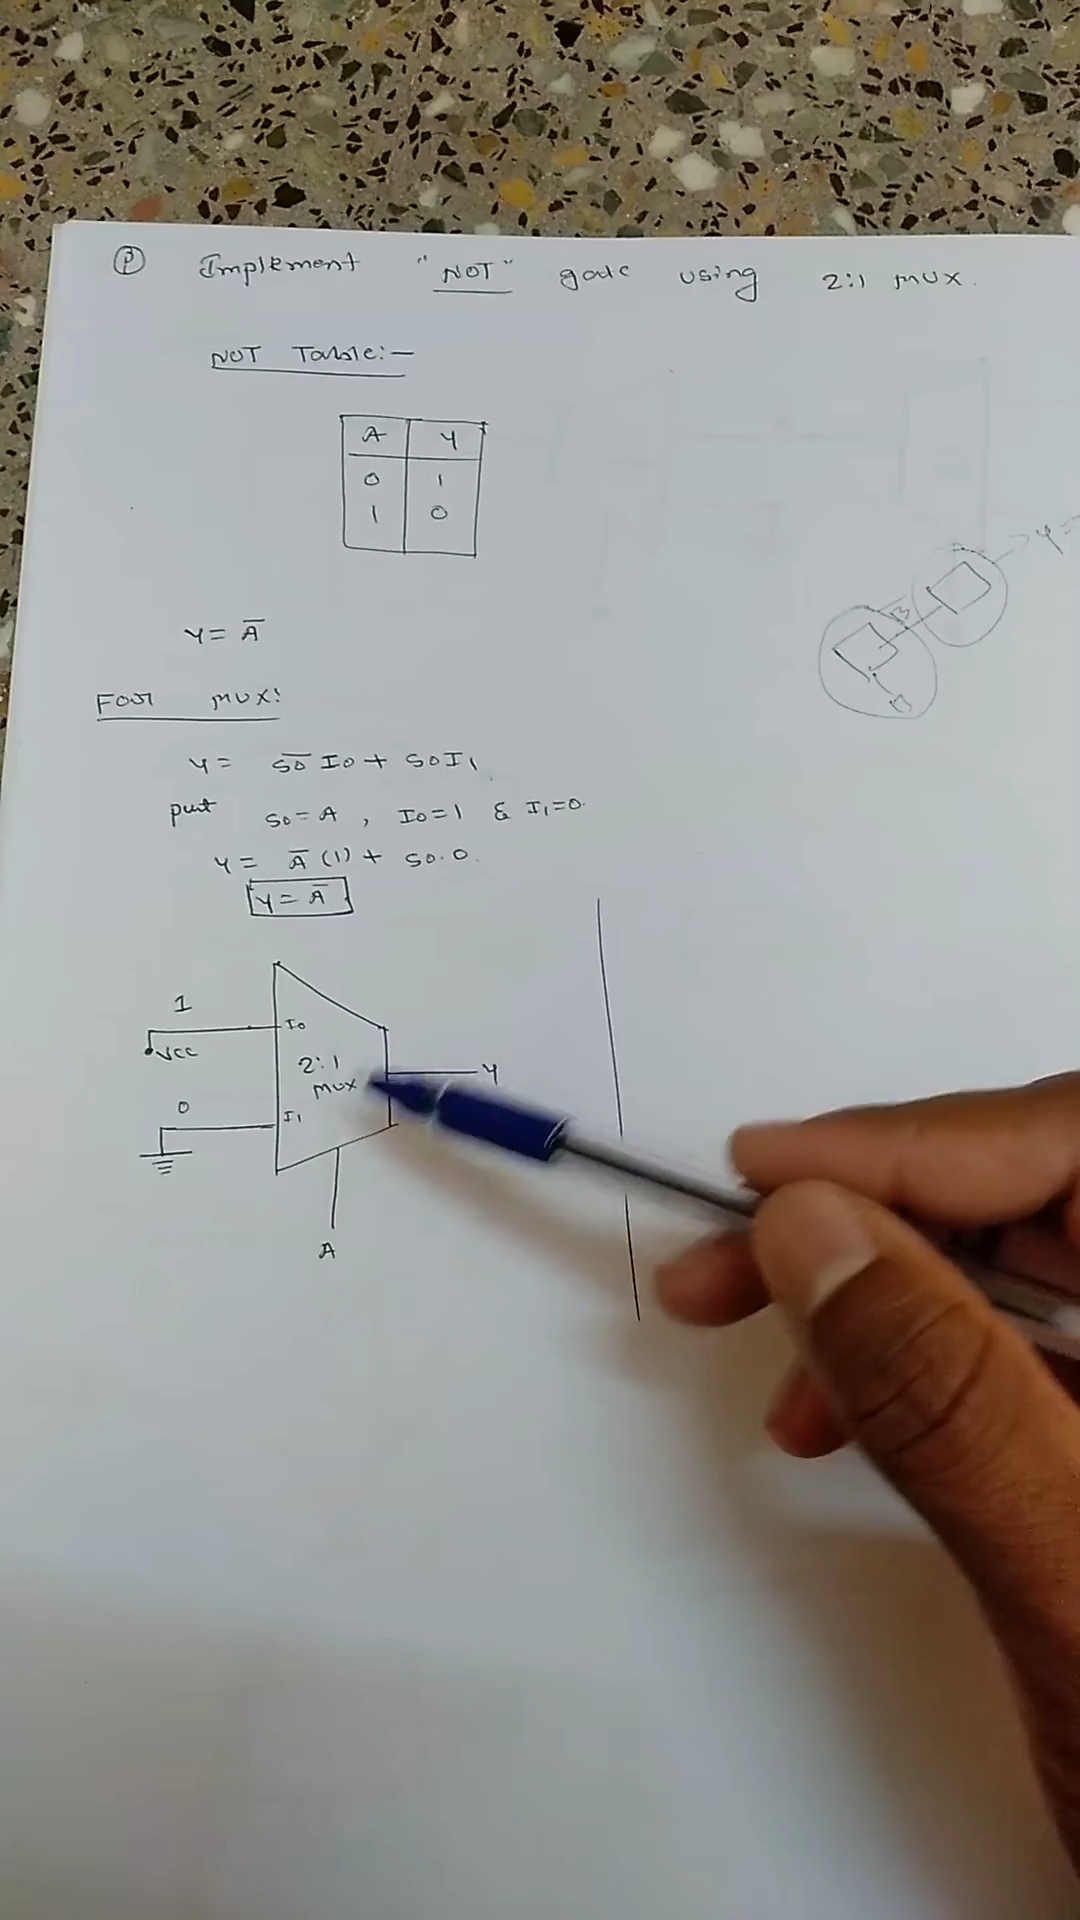 P Implement "NOT" gate using 2:1 MUX.
NOT Table:-
A Y
0 1
1 0
Y = A̅
For MUX:
Y = S̅0̅ I0 + S0 I1
put S0 = A , I0 = 1 & I1 = 0.
Y = A̅ (1) + S0.0.
Y = A̅
1
I0
VCC
2:1
MUX
Y
0
I1
A
B
Y =